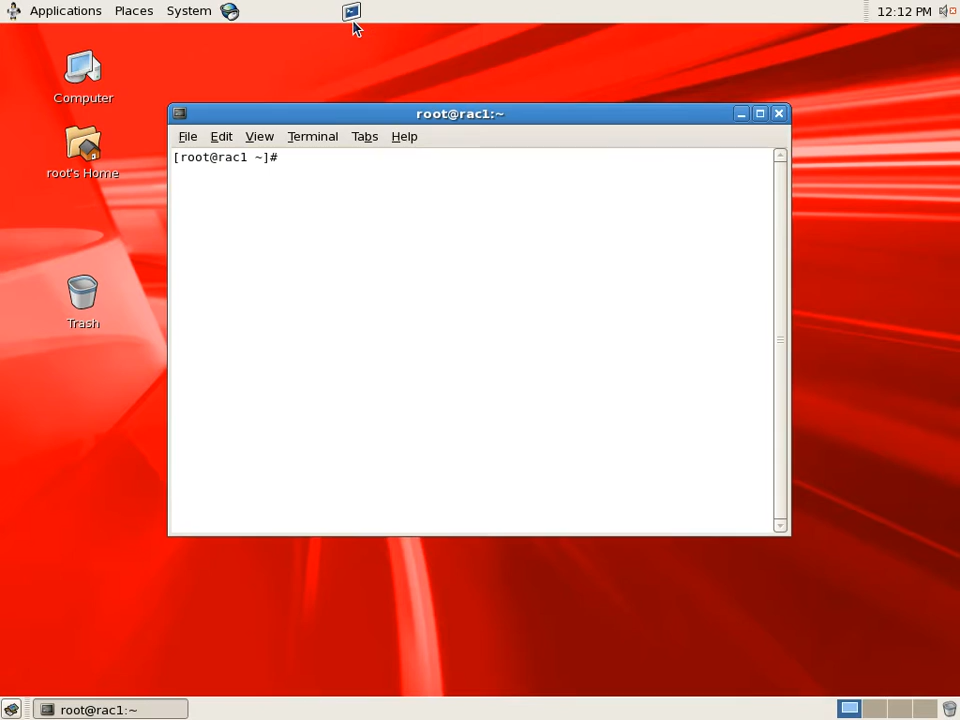 Applications Places System
12:12 PM
Computer
root's Home
Trash
root@rac1:~
File Edit View Terminal Tabs Help
[root@rac1 ~]#
root@rac1:~